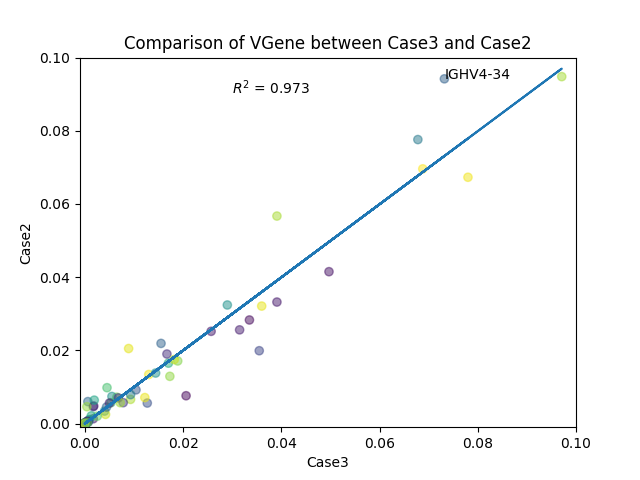 Comparison of VGene between Case3 and Case2
0.10
IGHV4-34
R² = 0.973
0.08
0.06
Case2
0.04
0.02
0.00
0.00 0.02 0.04 0.06 0.08 0.10
Case3